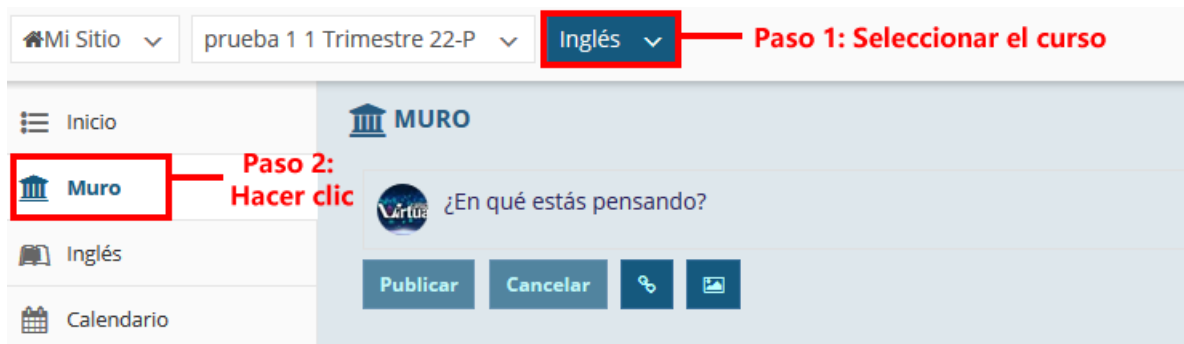 Mi Sitio
prueba 1 1 Trimestre 22-P
Inglés
Paso 1: Seleccionar el curso
Inicio
MURO
Paso 2:
Hacer clic
Muro
¿En qué estás pensando?
Inglés
Publicar
Cancelar
Calendario